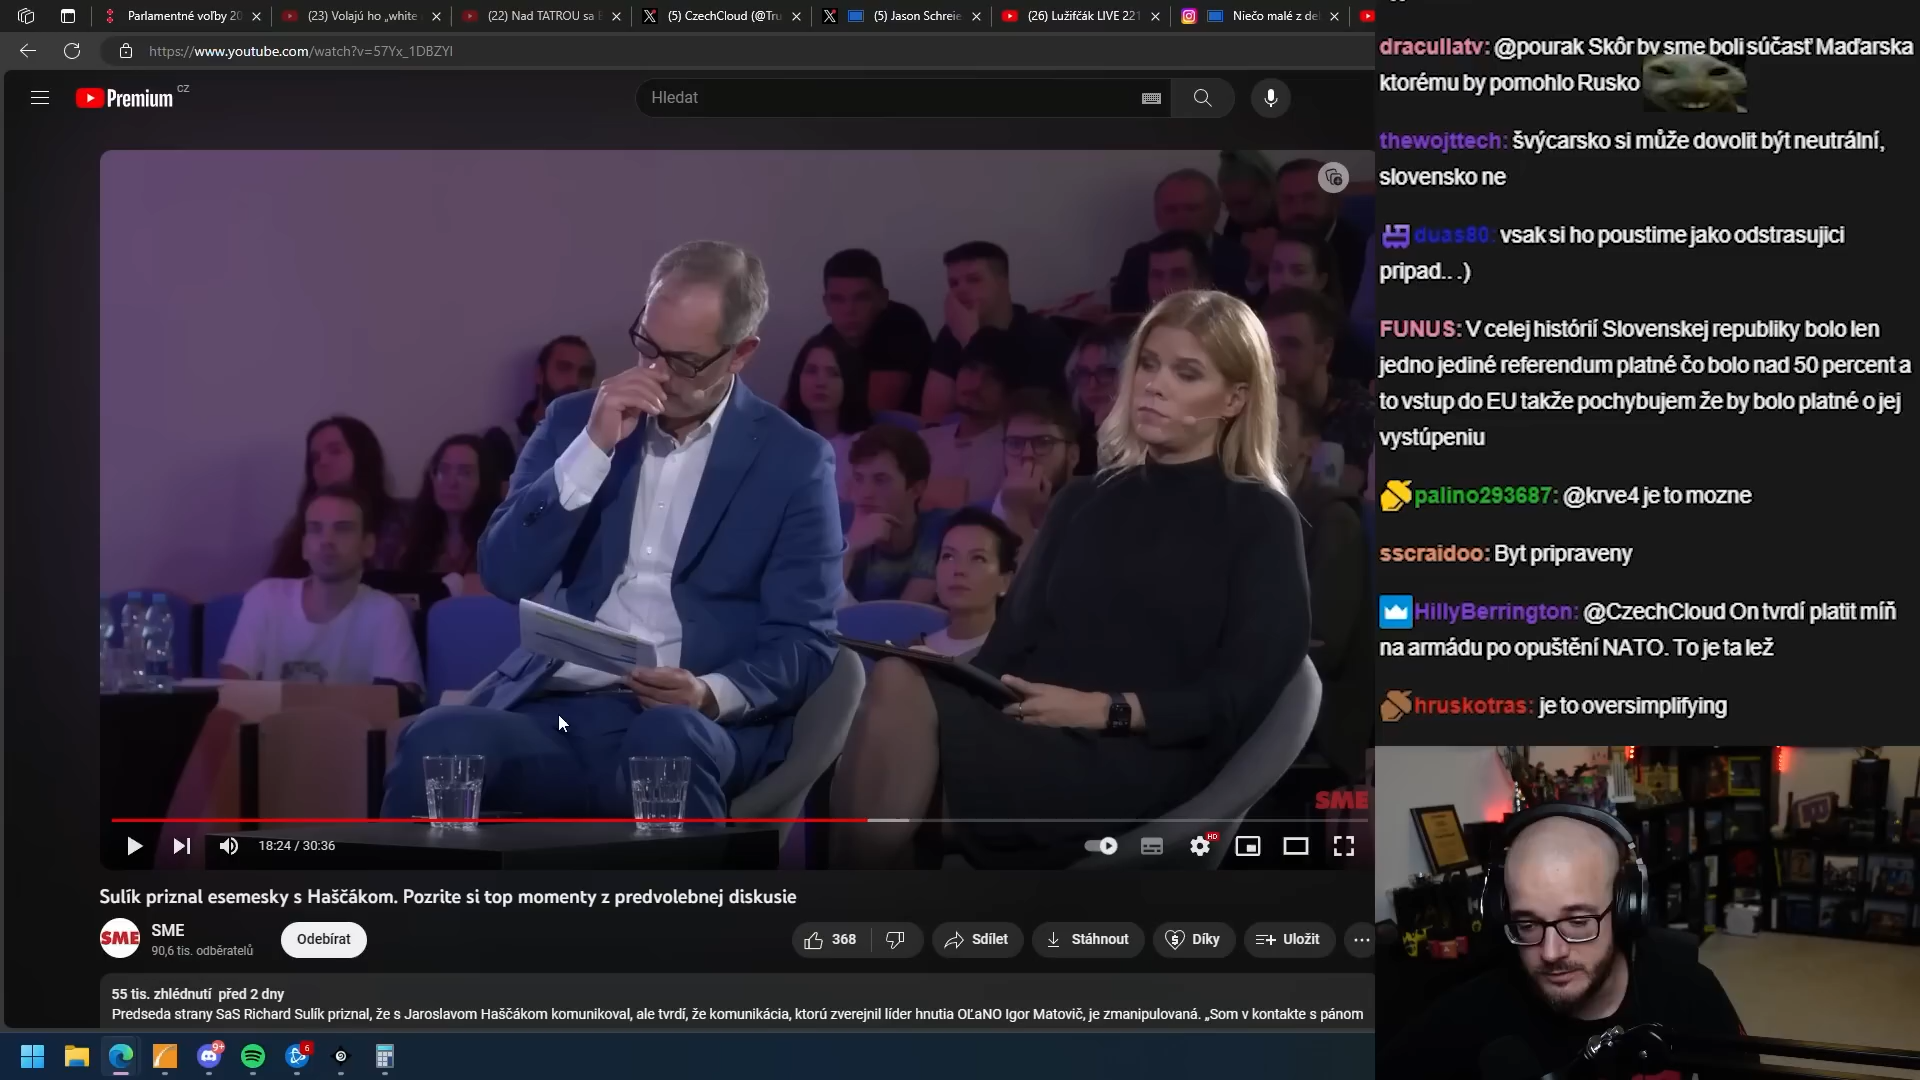 Parlamentné voľby 20
(23) Volajú ho „white
(22) Nad TATROU sa
(5) CzechCloud (@Tru
(5) Jason Schreie
(26) Lužifčák LIVE 221
Niečo malé z de
https://www.youtube.com/watch?v=57Yx_1DBZYI
Premium CZ
Hledat
SME
18:24 / 30:36
HD
Sulík priznal esemesky s Haščákom. Pozrite si top momenty z predvolebnej diskusie
SME
SME
90,6 tis. odběratelů
Odebírat
368
Sdílet
Stáhnout
Díky
Uložit
55 tis. zhlédnutí před 2 dny
Predseda strany SaS Richard Sulík priznal, že s Jaroslavom Haščákom komunikoval, ale tvrdí, že komunikácia, ktorú zverejnil líder hnutia OĽaNO Igor Matovič, je zmanipulovaná. „Som v kontakte s pánom
9+
6
dracullatv: @pourak Skôr by sme boli súčasť Maďarska
ktorému by pomohlo Rusko
thewojttech: švýcarsko si může dovolit být neutrální,
slovensko ne
duas80: vsak si ho poustime jako odstrasujici
pripad.. .)
FUNUS: V celej histórií Slovenskej republiky bolo len
jedno jediné referendum platné čo bolo nad 50 percent a
to vstup do EU takže pochybujem že by bolo platné o jej
vystúpeniu
palino293687: @krve4 je to mozne
sscraidoo: Byt pripraveny
HillyBerrington: @CzechCloud On tvrdí platit míň
na armádu po opuštění NATO. To je ta lež
hruskotras: je to oversimplifying